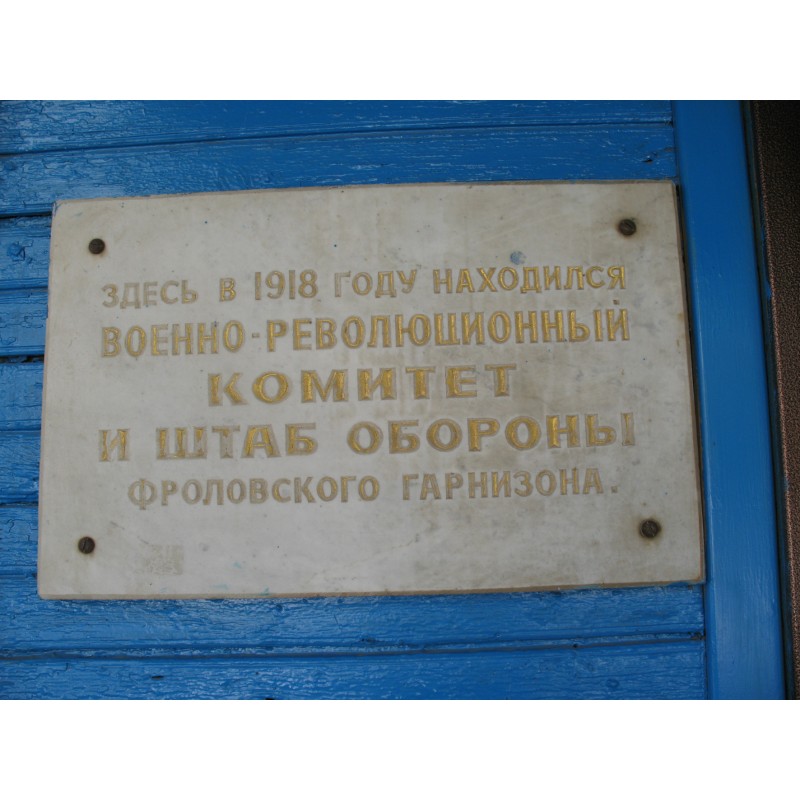 ЗДЕСЬ В 1918 ГОДУ НАХОДИЛСЯ
ВОЕННО-РЕВОЛЮЦИОННЫЙ
КОМИТЕТ
И ШТАБ ОБОРОНЫ
ФРОЛОВСКОГО ГАРНИЗОНА.